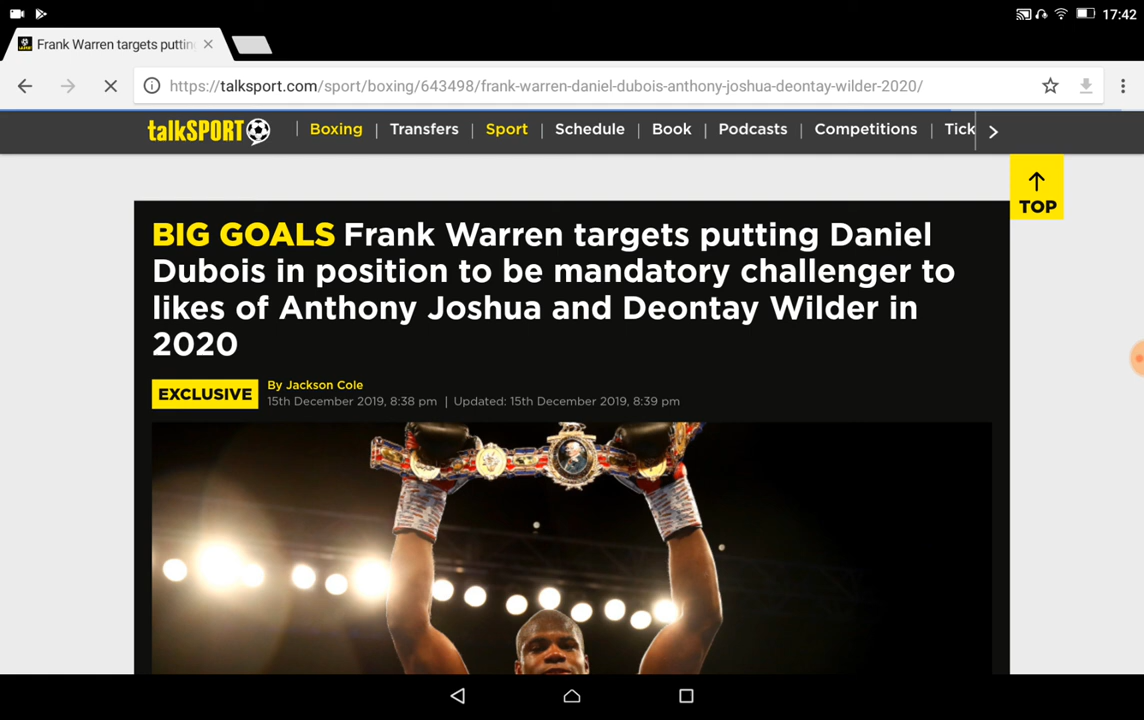 17:42
Frank Warren targets puttin
https://talksport.com/sport/boxing/643498/frank-warren-daniel-dubois-anthony-joshua-deontay-wilder-2020/
talkSPORT | Boxing | Transfers | Sport | Schedule | Book | Podcasts | Competitions | Tick
TOP
BIG GOALS Frank Warren targets putting Daniel
Dubois in position to be mandatory challenger to
likes of Anthony Joshua and Deontay Wilder in
2020
EXCLUSIVE
By Jackson Cole
15th December 2019, 8:38 pm | Updated: 15th December 2019, 8:39 pm